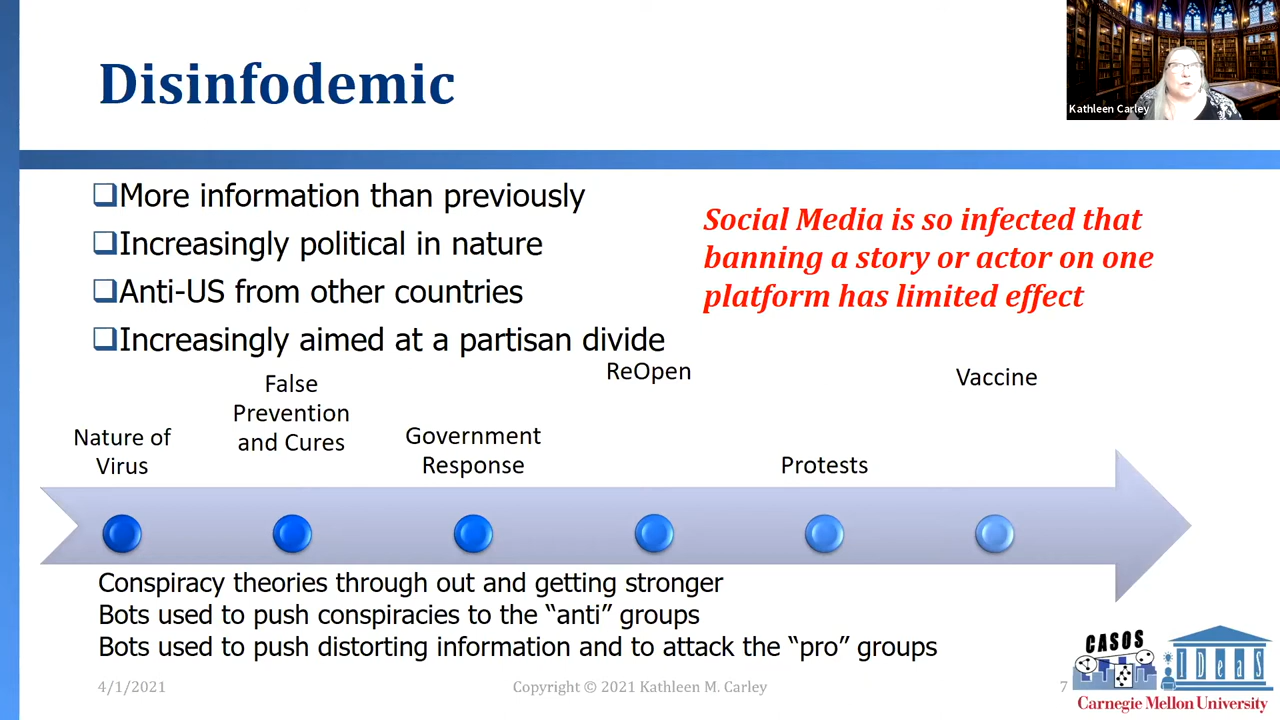 Disinfodemic
Kathleen Carley
More information than previously
Increasingly political in nature
Anti-US from other countries
Increasingly aimed at a partisan divide
Social Media is so infected that
banning a story or actor on one
platform has limited effect
Nature of
Virus
False
Prevention
and Cures
Government
Response
ReOpen
Protests
Vaccine
Conspiracy theories through out and getting stronger
Bots used to push conspiracies to the “anti” groups
Bots used to push distorting information and to attack the “pro” groups
4/1/2021
Copyright © 2021 Kathleen M. Carley
7
CASOS
IDeaS
Carnegie Mellon University